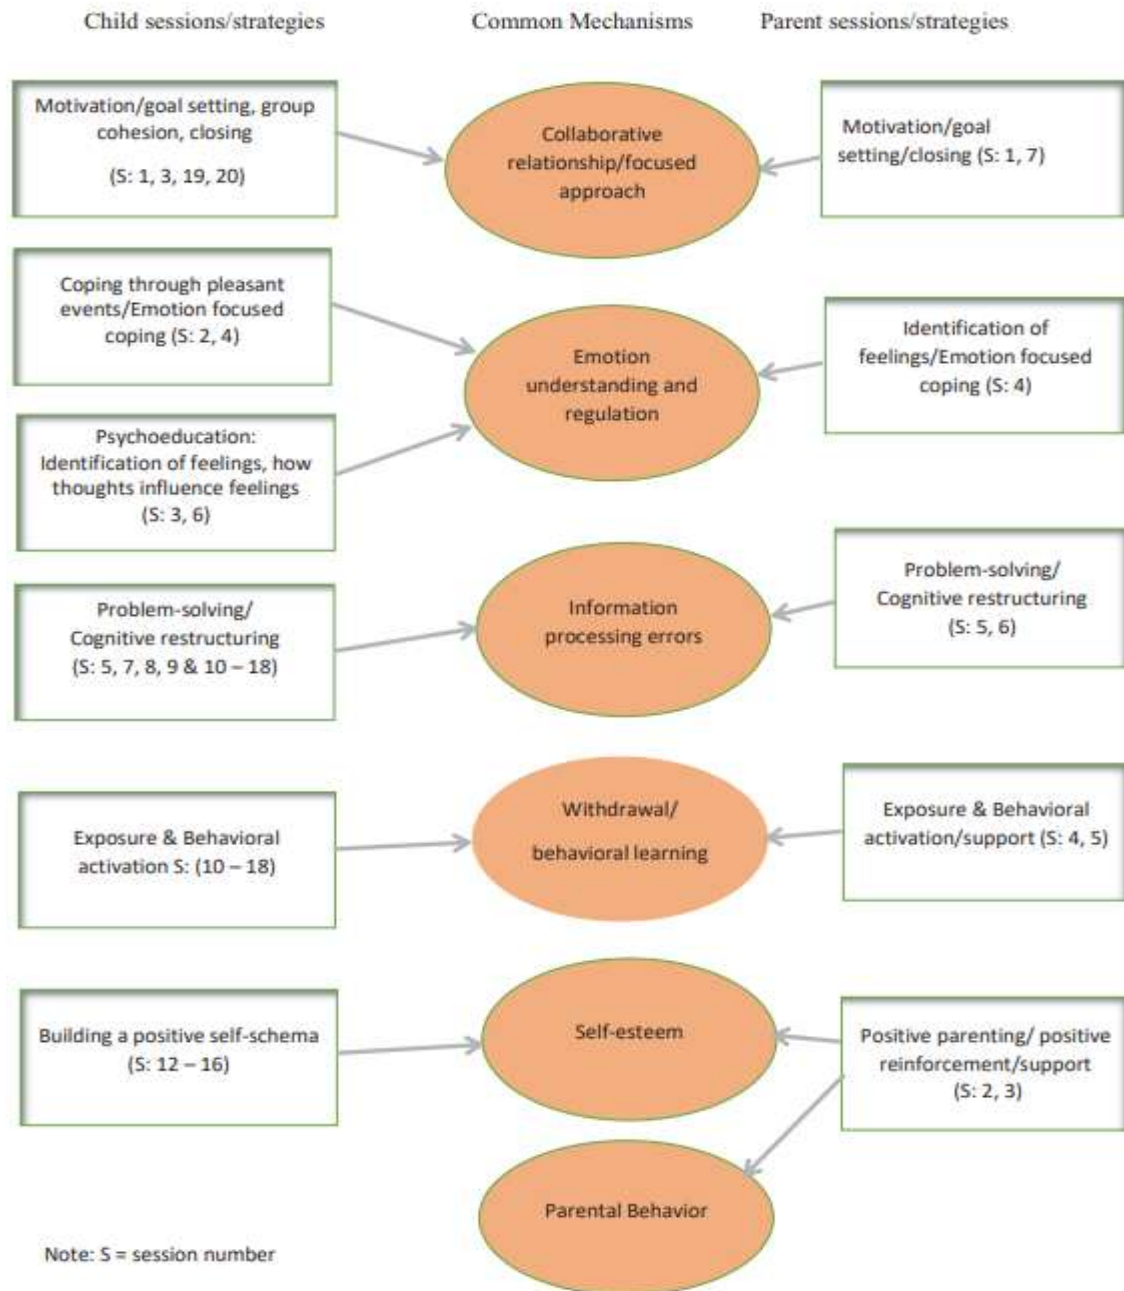 Child sessions/strategies
Common Mechanisms
Parent sessions/strategies
Motivation/goal setting, group
cohesion, closing
(S: 1, 3, 19, 20)
Collaborative
relationship/focused
approach
Motivation/goal
setting/closing (S: 1, 7)
Coping through pleasant
events/Emotion focused
coping (S: 2, 4)
Emotion
understanding and
regulation
Identification of
feelings/Emotion focused
coping (S: 4)
Psychoeducation:
Identification of feelings, how
thoughts influence feelings
(S: 3, 6)
Problem-solving/
Cognitive restructuring
(S: 5, 7, 8, 9 & 10 – 18)
Information
processing errors
Problem-solving/
Cognitive restructuring
(S: 5, 6)
Exposure & Behavioral
activation S: (10 – 18)
Withdrawal/
behavioral learning
Exposure & Behavioral
activation/support (S: 4, 5)
Building a positive self-schema
(S: 12 – 16)
Self-esteem
Positive parenting/ positive
reinforcement/support
(S: 2, 3)
Parental Behavior
Note: S = session number